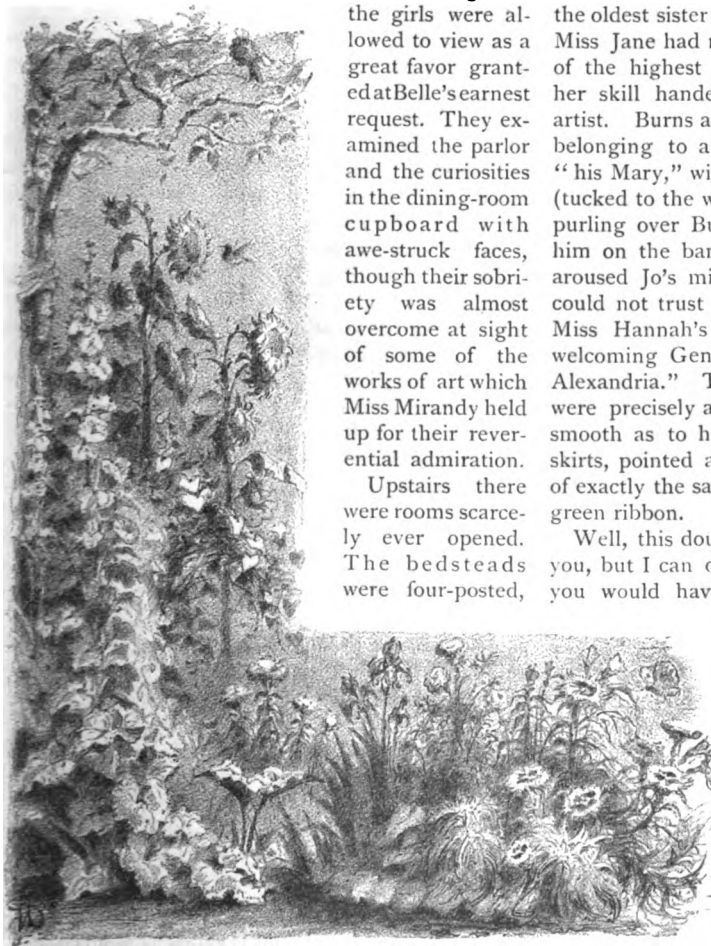 the girls were al-
lowed to view as a
great favor grant-
edatBelle'searnest
request. They ex-
amined the parlor
and the curiosities
in the dining-room
cupboard with
awe-struck faces,
though their sobri-
ety was almost
overcome at sight
of some of the
works of art which
Miss Mirandy held
up for their rever-
ential admiration.
Upstairs there
were rooms scarce-
ly ever opened.
The bedsteads
were four-posted,
the oldest sister
Miss Jane had
of the highest
her skill hande
artist. Burns a
belonging to a
"his Mary," wi
(tucked to the w
purling over Bu
him on the ban
aroused Jo's mi
could not trust
Miss Hannah's
welcoming Gen
Alexandria." T
were precisely a
smooth as to h
skirts, pointed a
of exactly the sa
green ribbon.
Well, this dou
you, but I can
you would hav